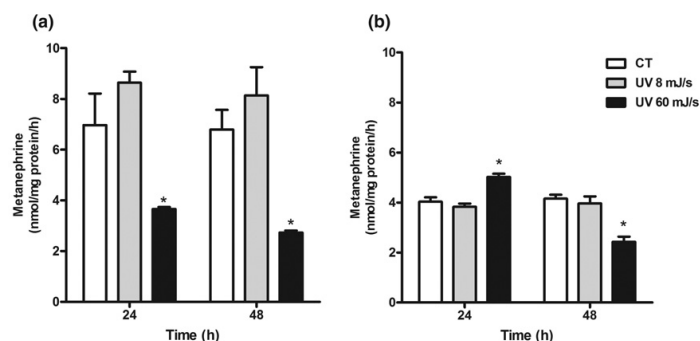 (a)
10
8
6
4
2
0
Metanephrine
(nmol/mg protein/h)
*
*
24
48
Time (h)
(b)
10
8
6
4
2
0
Metanephrine
(nmol/mg protein/h)
CT
UV 8 mJ/s
UV 60 mJ/s
*
*
24
48
Time (h)